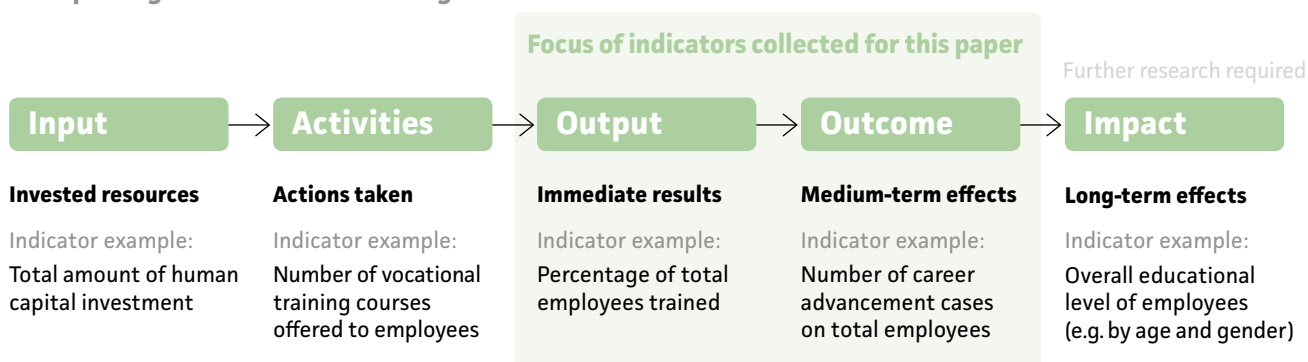 Focus of indicators collected for this paper
Further research required
Input
Activities
Output
Outcome
Impact
Invested resources
Indicator example:
Total amount of human
capital investment
Actions taken
Indicator example:
Number of vocational
training courses
offered to employees
Immediate results
Indicator example:
Percentage of total
employees trained
Medium-term effects
Indicator example:
Number of career
advancement cases
on total employees
Long-term effects
Indicator example:
Overall educational
level of employees
(e.g. by age and gender)